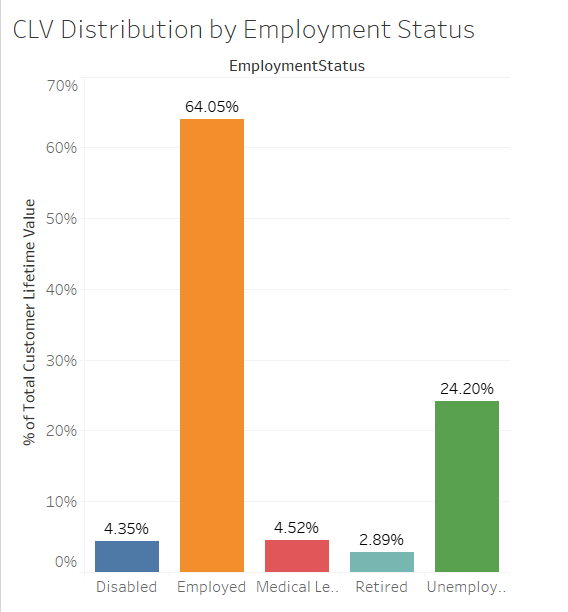 CLV Distribution by Employment Status
EmploymentStatus
% of Total Customer Lifetime Value
70%
60%
50%
40%
30%
20%
10%
0%
4.35%
64.05%
4.52%
2.89%
24.20%
Disabled
Employed
Medical Le..
Retired
Unemploy..